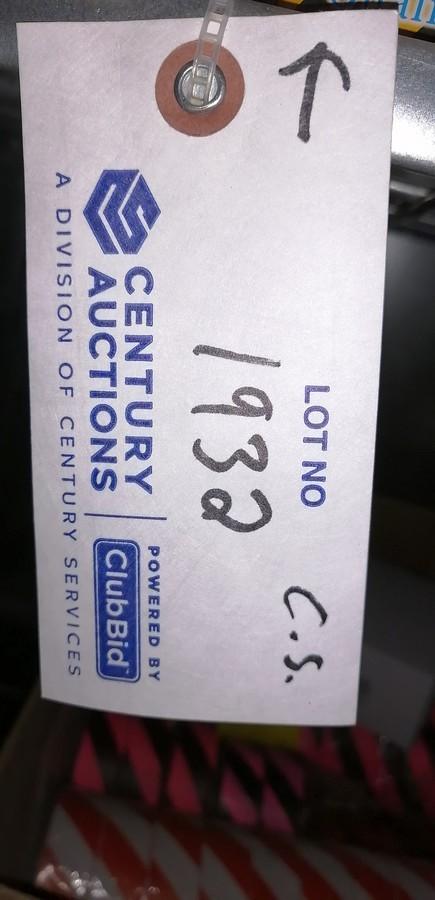 LOT NO C.S.
1932
CENTURY
AUCTIONS
POWERED BY
ClubBid
A DIVISION OF CENTURY SERVICES